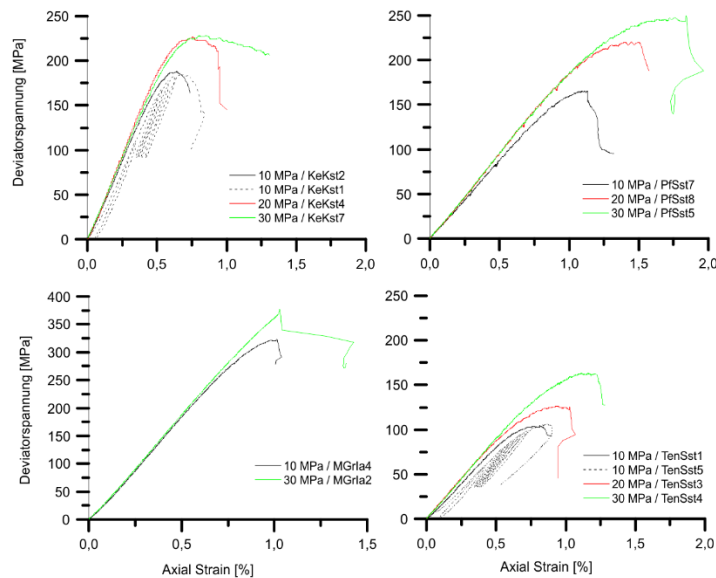 Deviatorspannung [MPa]
250
200
150
100
50
0
0,0
0,5
1,0
1,5
2,0
10 MPa / KeKst2
10 MPa / KeKst1
20 MPa / KeKst4
30 MPa / KeKst7
250
200
150
100
50
0
0,0
0,5
1,0
1,5
2,0
10 MPa / PfSst7
20 MPa / PfSst8
30 MPa / PfSst5
Deviatorspannung [MPa]
400
350
300
250
200
150
100
50
0
0,0
0,5
1,0
1,5
10 MPa / MGrla4
30 MPa / MGrla2
Axial Strain [%]
250
200
150
100
50
0
0,0
0,5
1,0
1,5
2,0
10 MPa / TenSst1
10 MPa / TenSst5
20 MPa / TenSst3
30 MPa / TenSst4
Axial Strain [%]